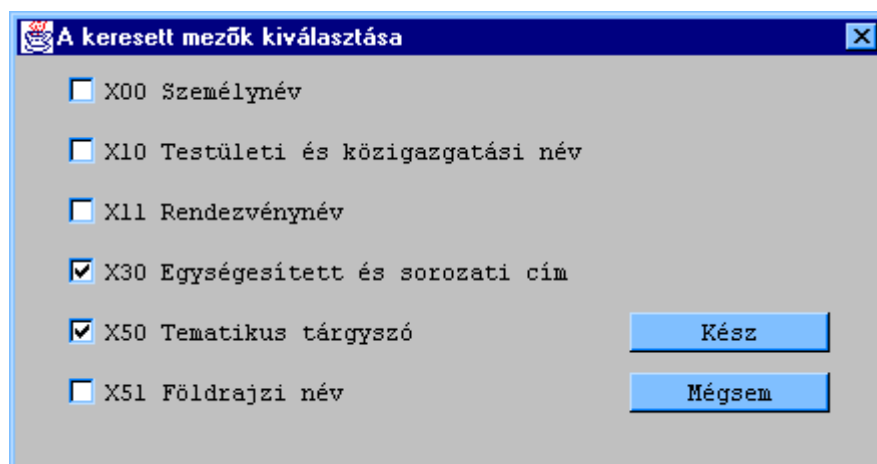 A keresett mezők kiválasztása
X00 Személynév
X10 Testületi és közigazgatási név
X11 Rendezvénynév
X30 Egységesített és sorozati cím
X50 Tematikus tárgyszó
Kész
X51 Földrajzi név
Mégsem